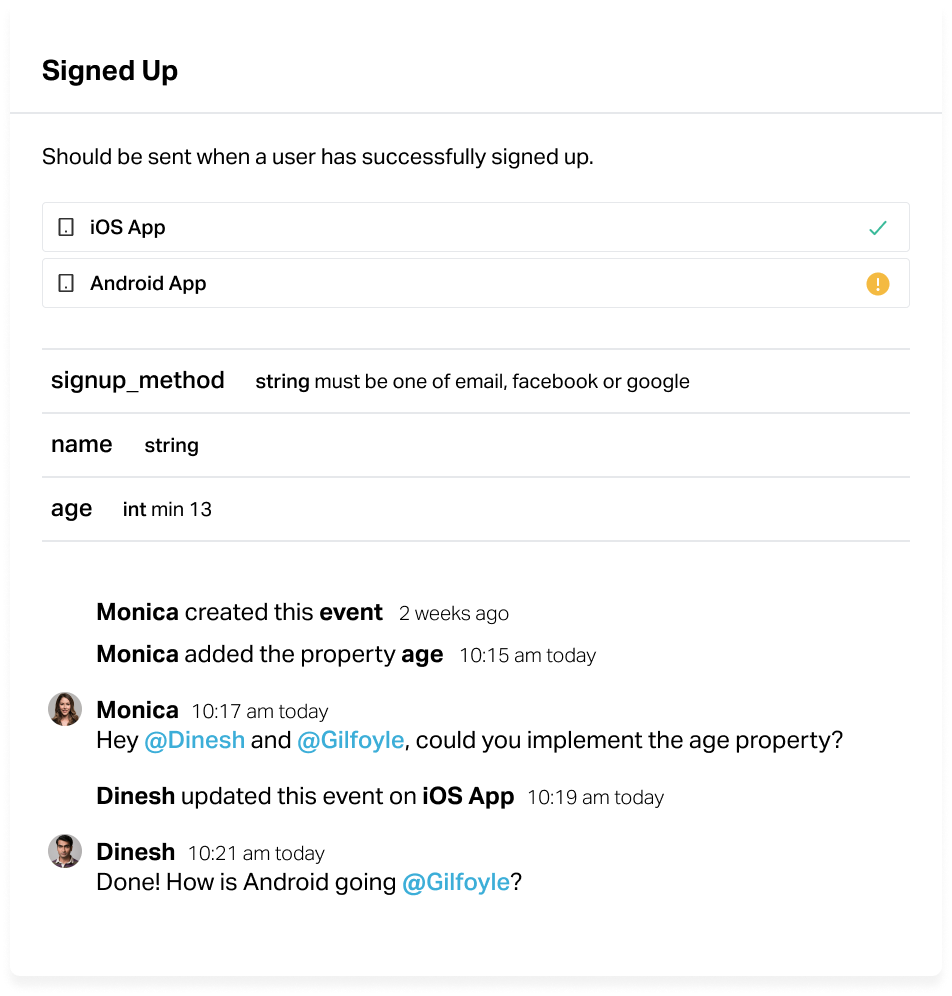 Signed Up
Should be sent when a user has successfully signed up.
iOS App
Android App
signup_method string must be one of email, facebook or google
name string
age int min 13
Monica created this event 2 weeks ago
Monica added the property age 10:15 am today
Monica 10:17 am today
Hey @Dinesh and @Gilfoyle, could you implement the age property?
Dinesh updated this event on iOS App 10:19 am today
Dinesh 10:21 am today
Done! How is Android going @Gilfoyle?